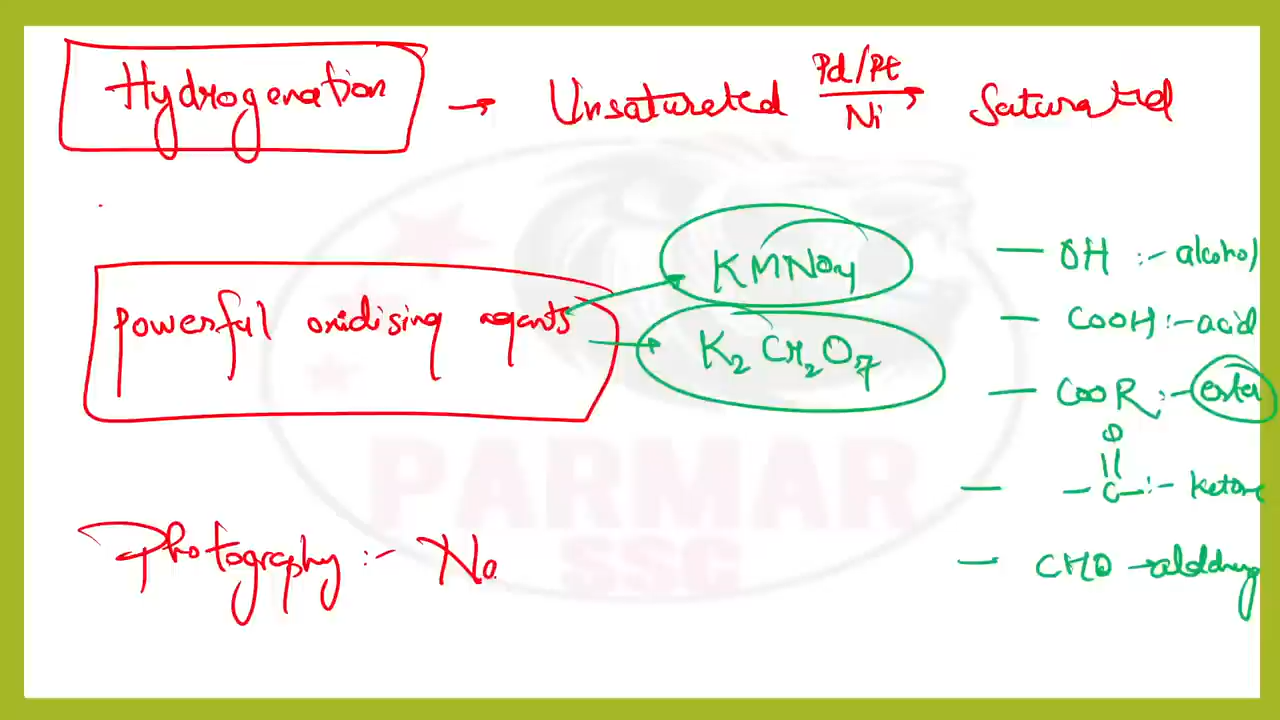 Hydrogenation → Unsaturated Pd/Pt Ni → Saturated
powerful oxidising agents
KMNO4
K2Cr2O7
— OH :- alcohol
— COOH :- acid
— COOR :- ester
O
— -C- :- Ketone
— CHO →
Photography :- Na
PARMAR
SSC